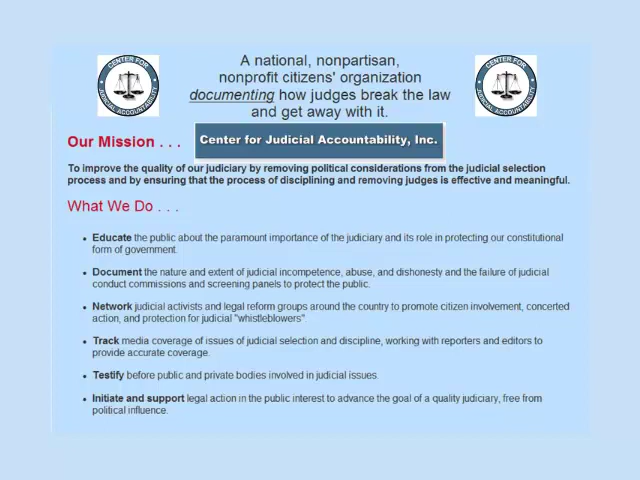 CENTER FOR
JUDICIAL ACCOUNTABILITY
CENTER FOR
JUDICIAL ACCOUNTABILITY
A national, nonpartisan,
nonprofit citizens' organization
documenting how judges break the law
and get away with it.
Our Mission . . .
Center for Judicial Accountability, Inc.
To improve the quality of our judiciary by removing political considerations from the judicial selection
process and by ensuring that the process of disciplining and removing judges is effective and meaningful.
What We Do . . .
• Educate the public about the paramount importance of the judiciary and its role in protecting our constitutional
form of government.
• Document the nature and extent of judicial incompetence, abuse, and dishonesty and the failure of judicial
conduct commissions and screening panels to protect the public.
• Network judicial activists and legal reform groups around the country to promote citizen involvement, concerted
action, and protection for judicial "whistleblowers"
• Track media coverage of issues of judicial selection and discipline, working with reporters and editors to
provide accurate coverage.
• Testify before public and private bodies involved in judicial issues.
• Initiate and support legal action in the public interest to advance the goal of a quality judiciary, free from
political influence.